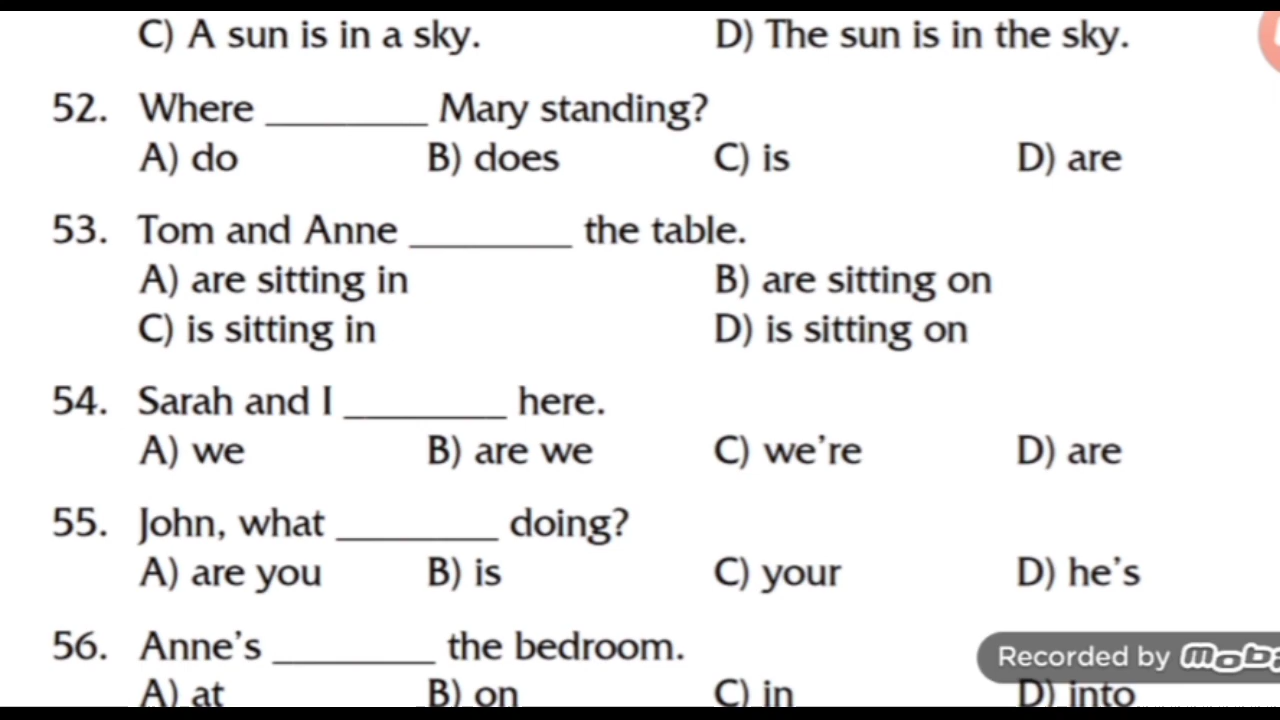 C) A sun is in a sky. D) The sun is in the sky.
52. Where ________ Mary standing?
A) do B) does C) is D) are
53. Tom and Anne ________ the table.
A) are sitting in B) are sitting on
C) is sitting in D) is sitting on
54. Sarah and I ________ here.
A) we B) are we C) we're D) are
55. John, what ________ doing?
A) are you B) is C) your D) he's
56. Anne's ________ the bedroom.
Recorded by
A) at B) on C) in D) into